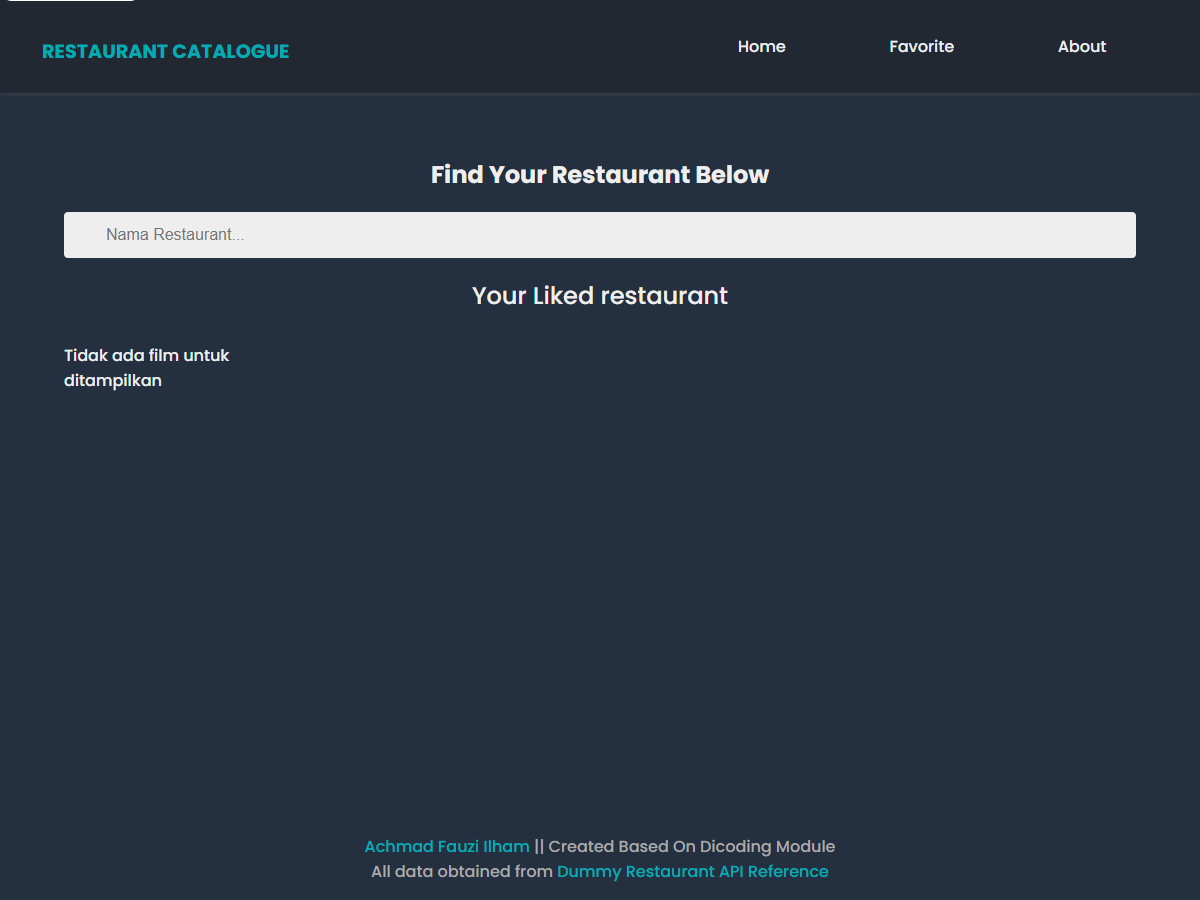 RESTAURANT CATALOGUE
Home
Favorite
About
Find Your Restaurant Below
Nama Restaurant...
Your Liked restaurant
Tidak ada film untuk
ditampilkan
Achmad Fauzi Ilham || Created Based On Dicoding Module
All data obtained from Dummy Restaurant API Reference